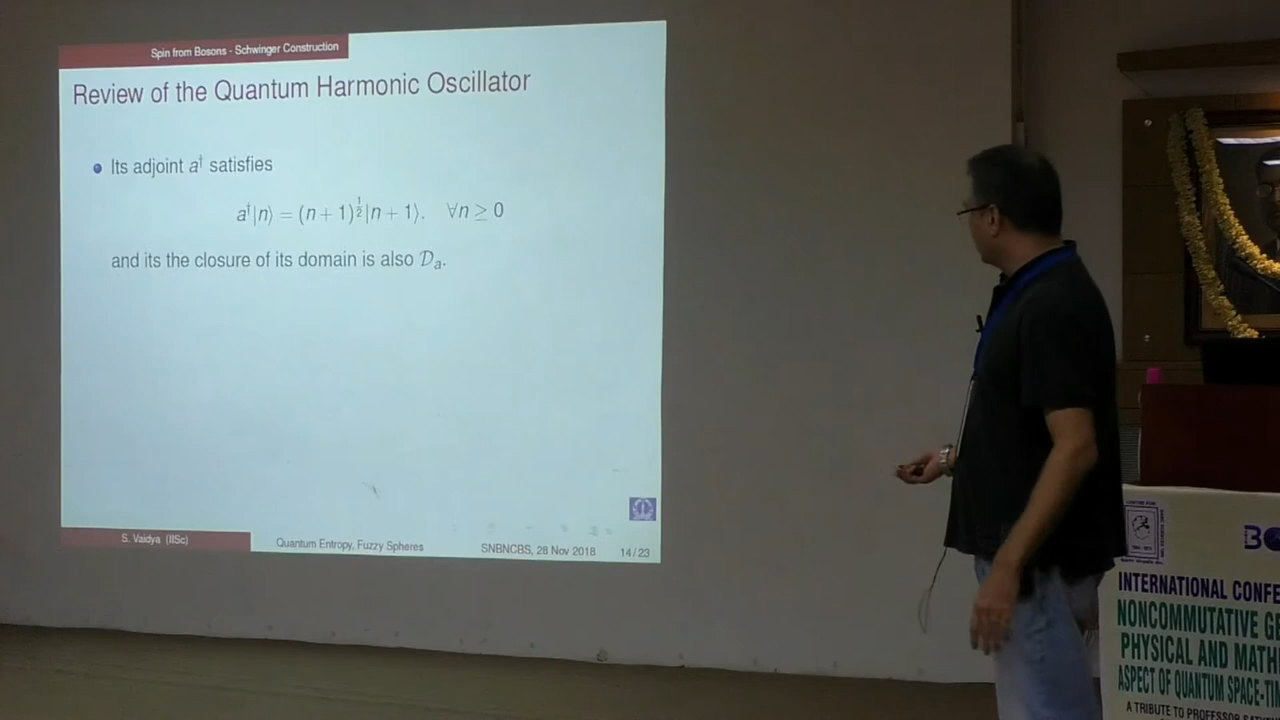 Spin from Bosons - Schwinger Construction
Review of the Quantum Harmonic Oscillator
Its adjoint a† satisfies
a†|n⟩ = (n + 1)^{1/2}|n + 1⟩. ∀n ≥ 0
and its the closure of its domain is also 𝒟ₐ.
S. Vaidya (IISc)
Quantum Entropy, Fuzzy Spheres
SNBNCBS, 28 Nov 2018
14/23
INTERNATIONAL CONFE
NONCOMMUTATIVE GE
PHYSICAL AND MATH
ASPECT OF QUANTUM SPACE-TI
A TRIBUTE TO PROFESSOR